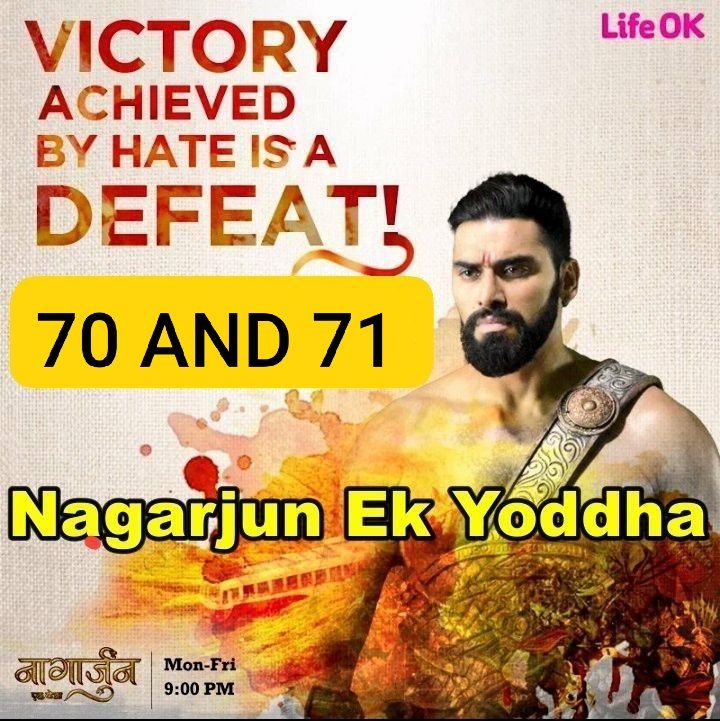 Life OK
VICTORY
ACHIEVED
BY HATE IS A
DEFEAT!
70 AND 71
Nagarjun Ek Yoddha
नागार्जुन
एक योद्धा
Mon-Fri
9:00 PM